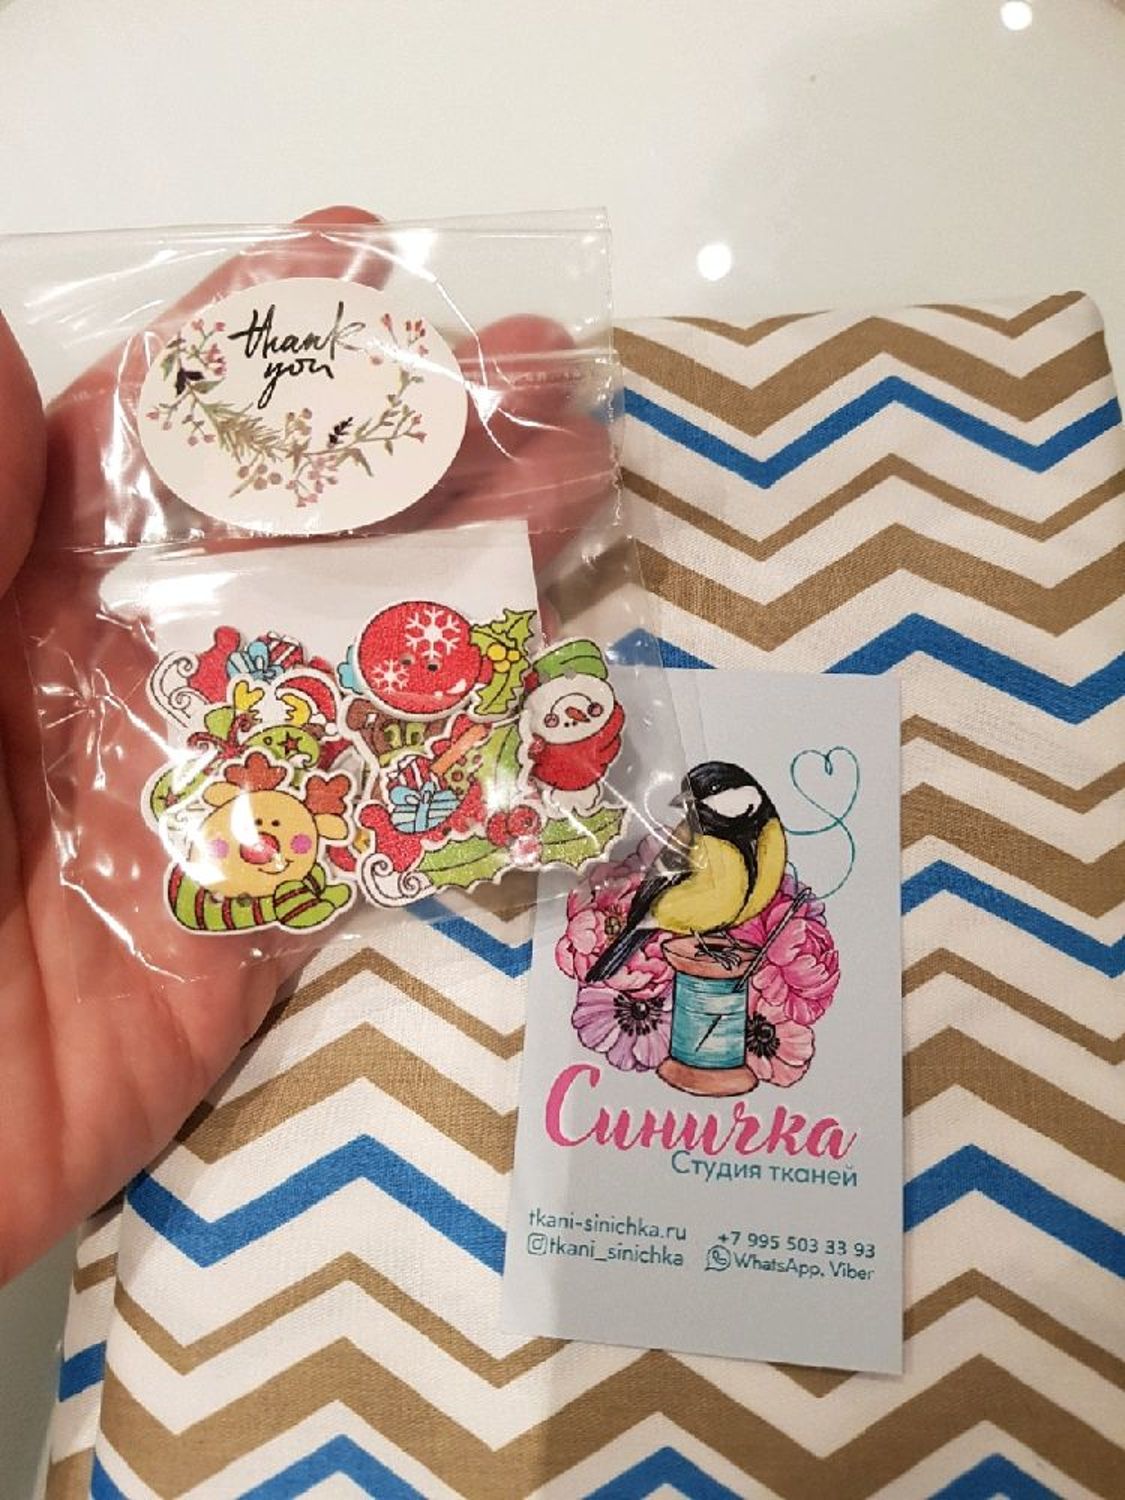 thank
you
Синичка
Студия тканей
tkani-sinichka.ru
tkani_sinichka
+7 995 503 33 93
WhatsApp, Viber